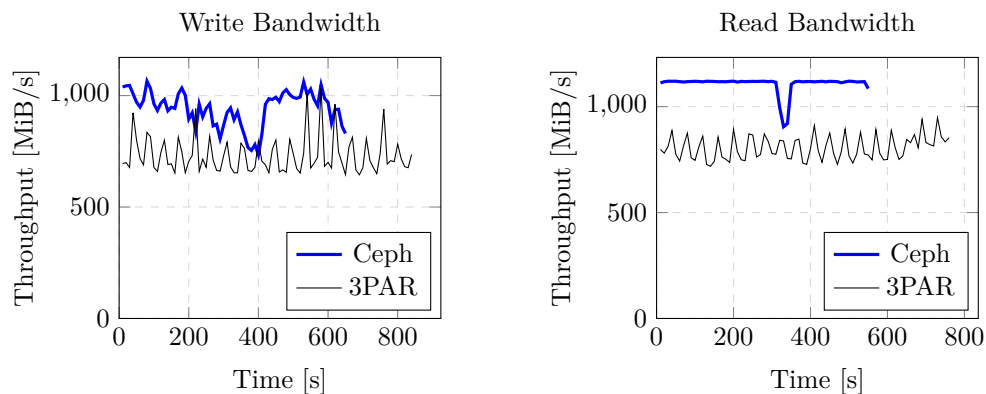 Write Bandwidth
Throughput [MiB/s]
1,000
500
0
0 200 400 600 800
Time [s]
Ceph
3PAR
Read Bandwidth
Throughput [MiB/s]
1,000
500
0
0 200 400 600 800
Time [s]
Ceph
3PAR